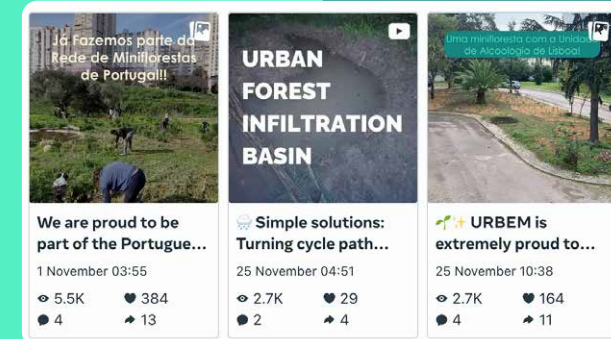 Já Fazemos parte da
Rede de Miniflorestas
de Portugal!!
We are proud to be
part of the Portugue...
1 November 03:55
5.5K 384
4 13
URBAN
FOREST
INFILTRATION
BASIN
🌧️ Simple solutions:
Turning cycle path...
25 November 04:51
2.7K 29
2 4
Uma minifloresta com a Unidade
de Alcoologia de Lisboa!
🌱✨ URBEM is
extremely proud to...
25 November 10:38
2.7K 164
4 11